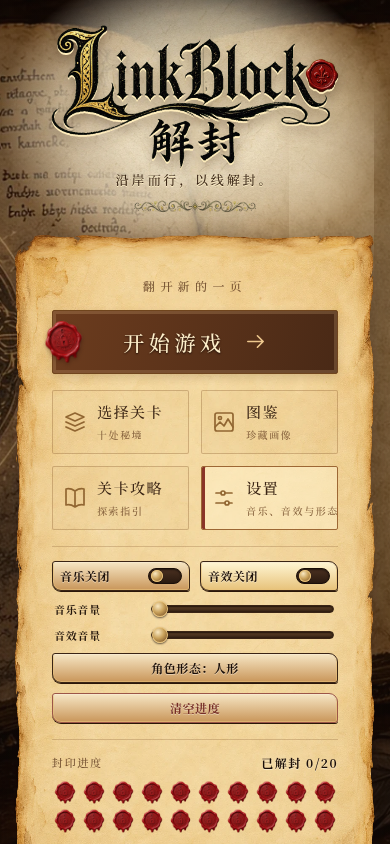 LinkBlock
解封
沿岸而行，以线解封。
翻开新的一页
开始游戏 →
选择关卡
十处秘境
图鉴
珍藏画像
关卡攻略
探索指引
设置
音乐、音效与形态
音乐关闭
音效关闭
音乐音量
音效音量
角色形态：人形
清空进度
封印进度
已解封 0/20